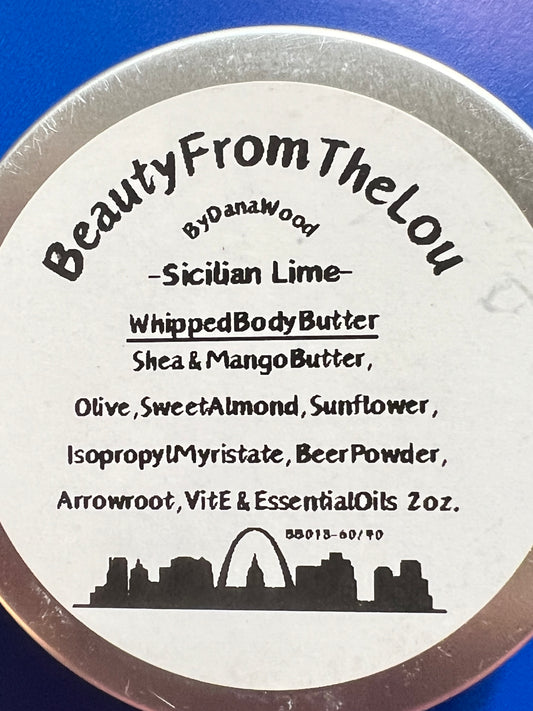 BeautyFromTheLou
ByDanaWood
-Sicilian Lime-
WhippedBodyButter
Shea & MangoButter,
Olive, SweetAlmond, Sunflower,
IsopropylMyristate, BeerPowder,
Arrowroot, VitE & EssentialOils 2oz.
BB018-60/40